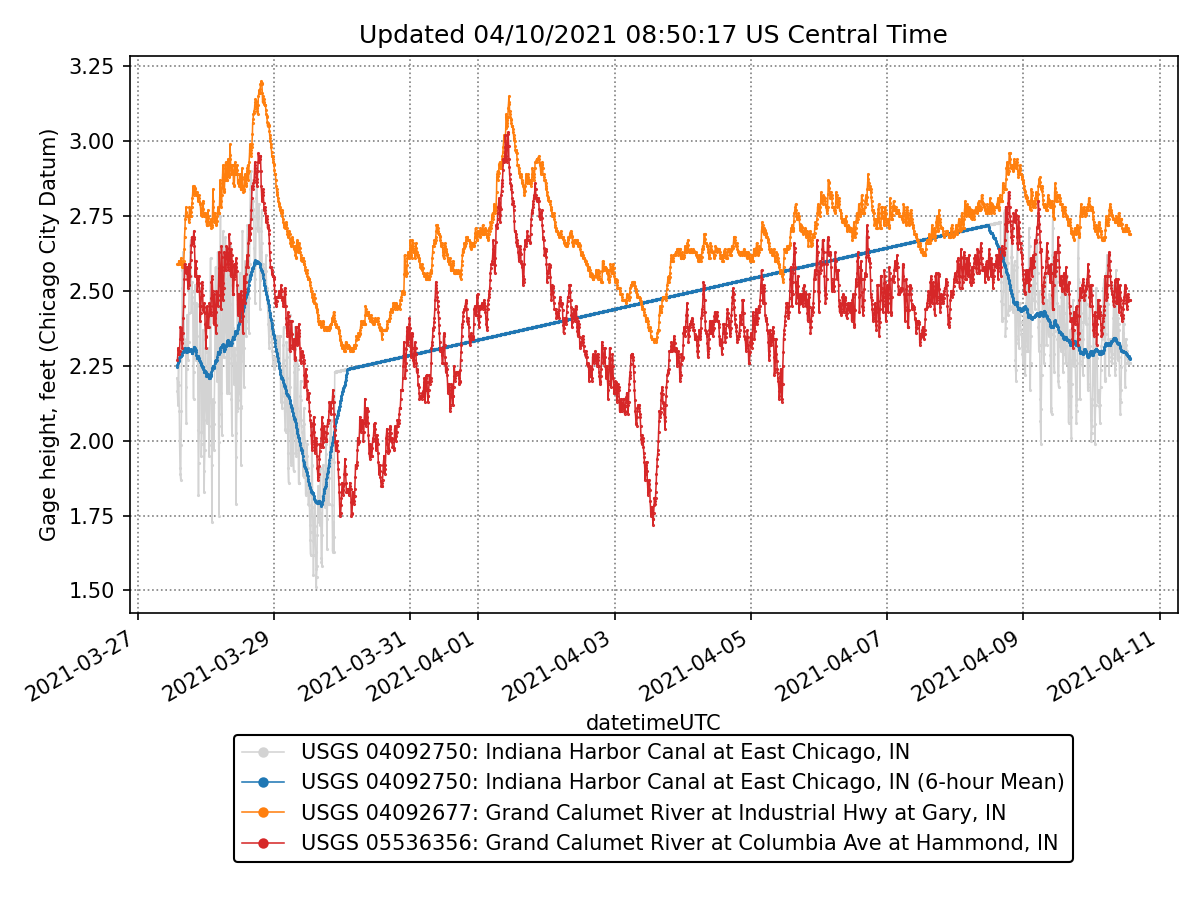 Updated 04/10/2021 08:50:17 US Central Time
Gage height, feet (Chicago City Datum)
3.25
3.00
2.75
2.50
2.25
2.00
1.75
1.50
2021-03-27
2021-03-29
2021-03-31
2021-04-01
2021-04-03
2021-04-05
2021-04-07
2021-04-09
2021-04-11
datetimeUTC
USGS 04092750: Indiana Harbor Canal at East Chicago, IN
USGS 04092750: Indiana Harbor Canal at East Chicago, IN (6-hour Mean)
USGS 04092677: Grand Calumet River at Industrial Hwy at Gary, IN
USGS 05536356: Grand Calumet River at Columbia Ave at Hammond, IN